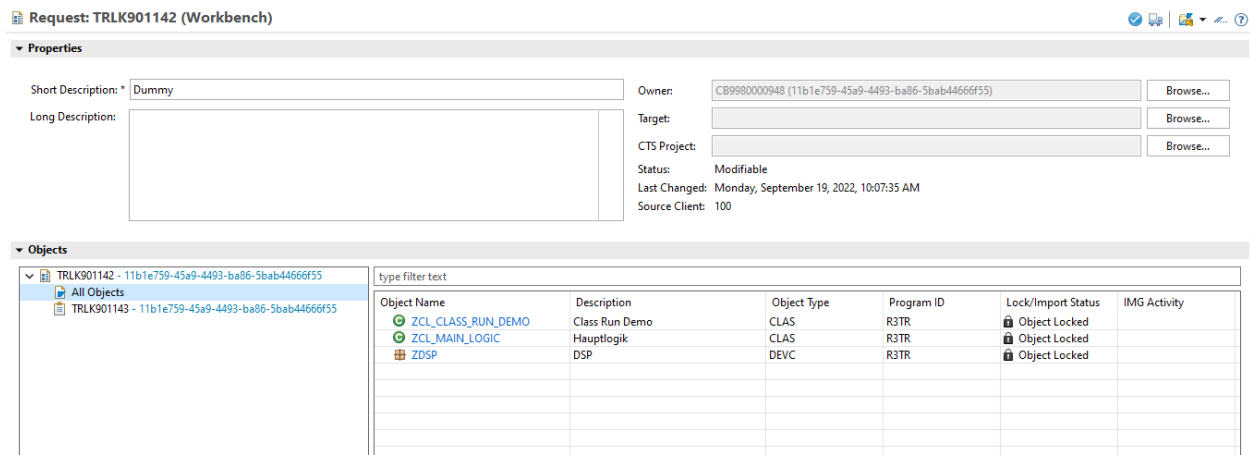 Request: TRLK901142 (Workbench)
Properties
Short Description: * Dummy
Long Description:
Owner: CB9980000948 (11b1e759-45a9-4493-ba86-5bab44666f55) Browse...
Target: Browse...
CTS Project: Browse...
Status: Modifiable
Last Changed: Monday, September 19, 2022, 10:07:35 AM
Source Client: 100
Objects
TRLK901142 - 11b1e759-45a9-4493-ba86-5bab44666f55
All Objects
TRLK901143 - 11b1e759-45a9-4493-ba86-5bab44666f55
type filter text
Object Name Description Object Type Program ID Lock/Import Status IMG Activity
ZCL_CLASS_RUN_DEMO Class Run Demo CLAS R3TR Object Locked
ZCL_MAIN_LOGIC Hauptlogik CLAS R3TR Object Locked
ZDSP DSP DEVC R3TR Object Locked